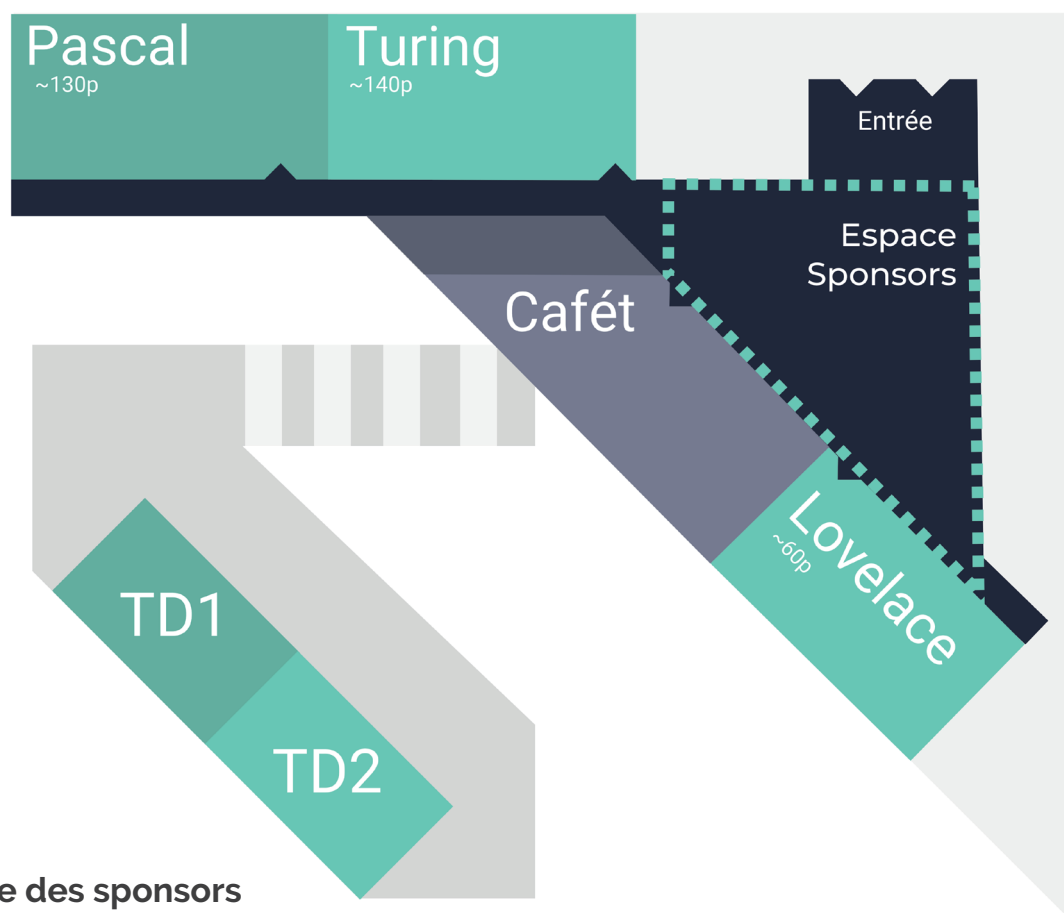 Pascal
~130p
Turing
~140p
Entrée
Espace
Sponsors
Cafét
Lovelace
~60p
TD1
TD2
e des sponsors